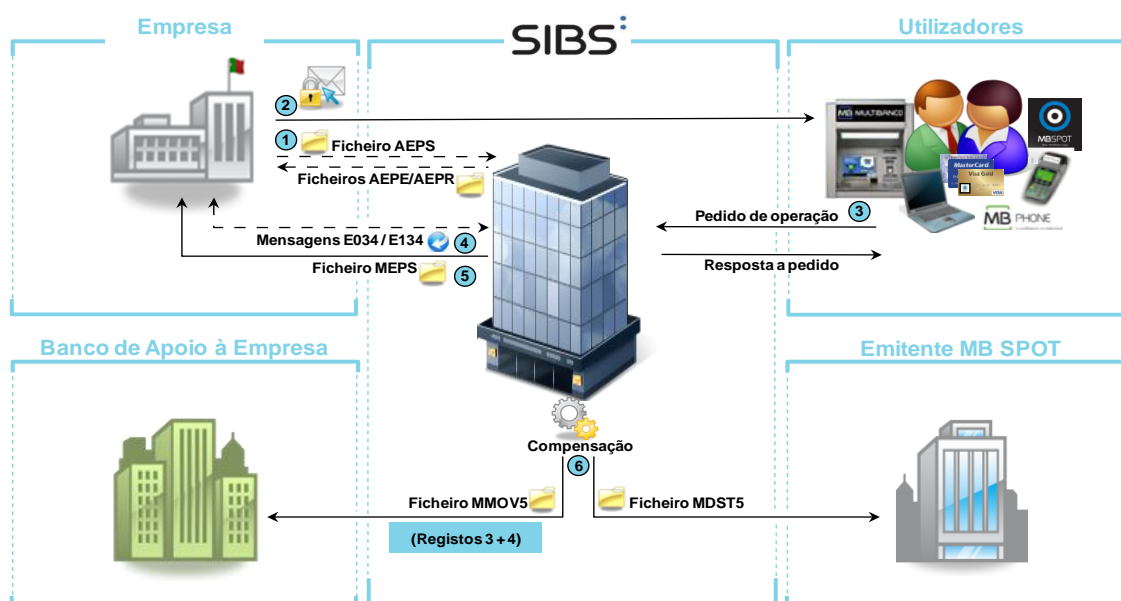 Empresa
SIBS
Utilizadores
2
1
Ficheiro AEPS
Ficheiros AEPE/AEPR
MB MULTIBANCO
MBSPOT
MasterCard
Visa Gold
VISA
MB PHONE
Pedido de operação
3
Mensagens E034 / E134
4
Ficheiro MEPS
5
Resposta a pedido
Banco de Apoio à Empresa
Emitente MB SPOT
Compensação
6
Ficheiro MMOV5
Ficheiro MDST5
(Registos 3 + 4)